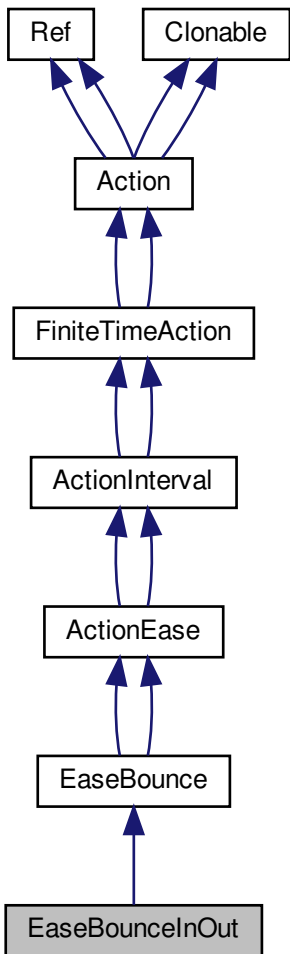 Ref
Clonable
Action
FiniteTimeAction
ActionInterval
ActionEase
EaseBounce
EaseBounceInOut